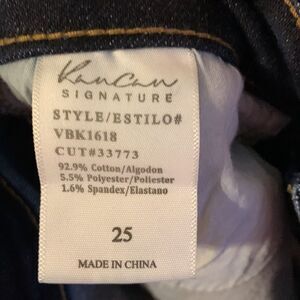 KanCan
SIGNATURE
STYLE/ESTILO#
VBK1618
CUT#33773
92.9% Cotton/Algodon
5.5% Polyester/Poliester
1.6% Spandex/Elastano
25
MADE IN CHINA